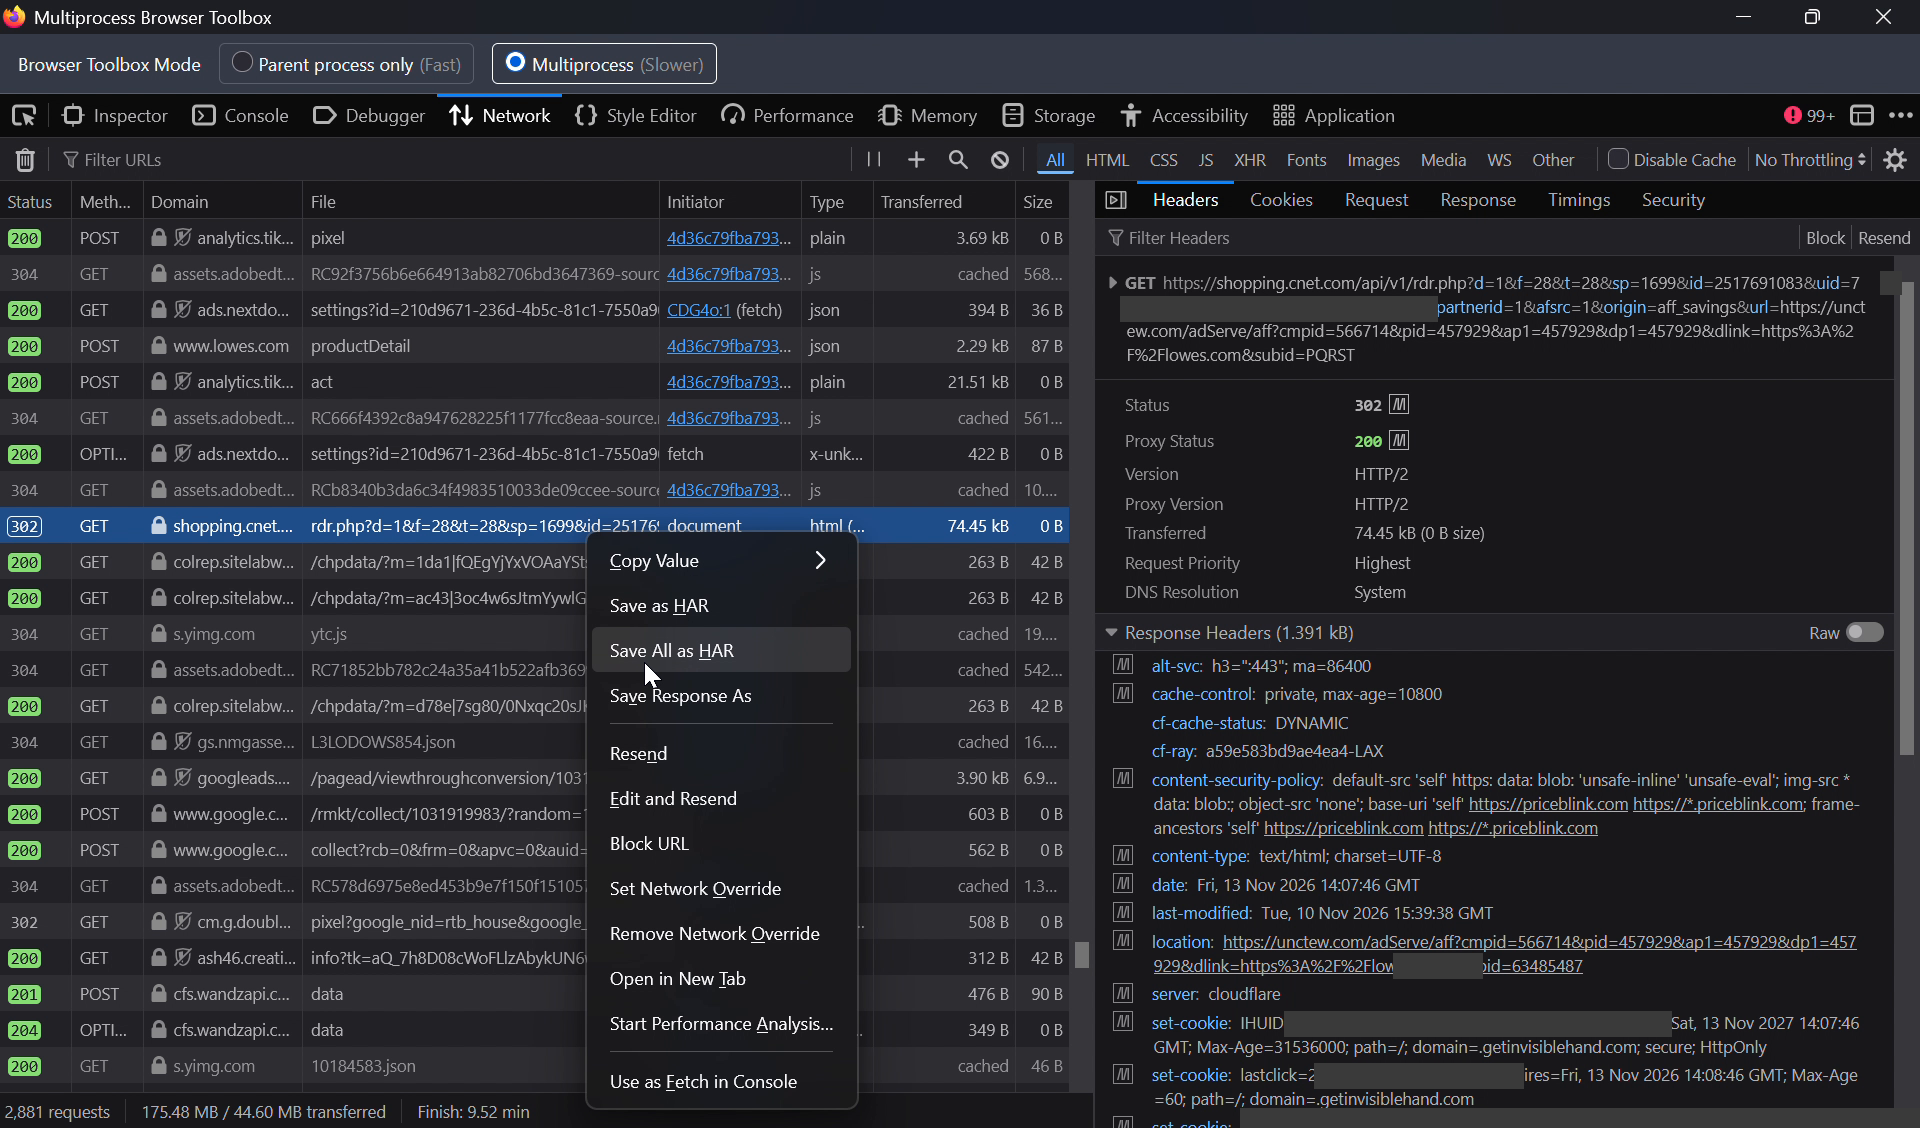 Multiprocess Browser Toolbox
Browser Toolbox Mode Parent process only (Fast) Multiprocess (Slower)
Inspector Console Debugger Network Style Editor Performance Memory Storage Accessibility Application 99+
Filter URLs All HTML CSS JS XHR Fonts Images Media WS Other Disable Cache No Throttling
Status Meth... Domain File Initiator Type Transferred Size
200 POST analytics.tik... pixel 4d36c79fba793... plain 3.69 kB 0 B
304 GET assets.adobedt... RC92f3756b6e664913ab82706bd3647369-sourc 4d36c79fba793... js cached 568...
200 GET ads.nextdo... settings?id=210d9671-236d-4b5c-81c1-7550a9 CDG4o:1 (fetch) json 394 B 36 B
200 POST www.lowes.com productDetail 4d36c79fba793... json 2.29 kB 87 B
200 POST analytics.tik... act 4d36c79fba793... plain 21.51 kB 0 B
304 GET assets.adobedt... RC666f4392c8a947628225f1177fcc8eaa-source. 4d36c79fba793... js cached 561...
200 OPTI... ads.nextdo... settings?id=210d9671-236d-4b5c-81c1-7550a9 fetch x-unk... 422 B 0 B
304 GET assets.adobedt... RCb8340b3da6c34f4983510033de09ccee-source 4d36c79fba793... js cached 10....
302 GET shopping.cnet.... rdr.php?d=1&f=28&t=28&sp=1699&id=25176 document html (... 74.45 kB 0 B
200 GET colrep.sitelabw... /chpdata/?m=1da1|fQEgYjYxVOAaYSt 263 B 42 B
200 GET colrep.sitelabw... /chpdata/?m=ac43|3oc4w6sJtmYywlG 263 B 42 B
304 GET s.yimg.com ytc.js cached 19....
304 GET assets.adobedt... RC71852bb782c24a35a41b522afb369 cached 542...
200 GET colrep.sitelabw... /chpdata/?m=d78e|7sg80/0Nxqc20sJ 263 B 42 B
304 GET gs.nmgasse... L3LODOWS854.json cached 16....
200 GET googleads.... /pagead/viewthroughconversion/103 3.90 kB 6.9...
200 POST www.google.c... /rmkt/collect/1031919983/?random= 603 B 0 B
200 POST www.google.c... collect?rcb=0&frm=0&apvc=0&auid= 562 B 0 B
304 GET assets.adobedt... RC578d6975e8ed453b9e7f150f15105 cached 1.3...
302 GET cm.g.doubl... pixel?google_nid=rtb_house&google_ 508 B 0 B
200 GET ash46.creati... info?tk=aQ_7h8D08cWoFLlzAbykUN6 312 B 42 B
201 POST cfs.wandzapi.c... data 476 B 90 B
204 OPTI... cfs.wandzapi.c... data 349 B 0 B
200 GET s.yimg.com 10184583.json cached 46 B
2,881 requests 175.48 MB / 44.60 MB transferred Finish: 9.52 min
Copy Value
Save as HAR
Save All as HAR
Save Response As
Resend
Edit and Resend
Block URL
Set Network Override
Remove Network Override
Open in New Tab
Start Performance Analysis...
Use as Fetch in Console
Headers Cookies Request Response Timings Security
Filter Headers Block Resend
GET https://shopping.cnet.com/api/v1/rdr.php?d=1&f=28&t=28&sp=1699&id=2517691083&uid=7
partnerid=1&afsrc=1&origin=aff_savings&url=https://unct
ew.com/adServe/aff?cmpid=566714&pid=457929&ap1=457929&dp1=457929&dlink=https%3A%2
F%2Flowes.com&subid=PQRST
Status 302
Proxy Status 200
Version HTTP/2
Proxy Version HTTP/2
Transferred 74.45 kB (0 B size)
Request Priority Highest
DNS Resolution System
Response Headers (1.391 kB) Raw
alt-svc: h3=":443"; ma=86400
cache-control: private, max-age=10800
cf-cache-status: DYNAMIC
cf-ray: a59e583bd9ae4ea4-LAX
content-security-policy: default-src 'self' https: data: blob: 'unsafe-inline' 'unsafe-eval'; img-src *
data: blob:; object-src 'none'; base-uri 'self' https://priceblink.com https://*.priceblink.com; frame-
ancestors 'self' https://priceblink.com https://*.priceblink.com
content-type: text/html; charset=UTF-8
date: Fri, 13 Nov 2026 14:07:46 GMT
last-modified: Tue, 10 Nov 2026 15:39:38 GMT
location: https://unctew.com/adServe/aff?cmpid=566714&pid=457929&ap1=457929&dp1=457
929&dlink=https%3A%2F%2Flow id=63485487
server: cloudflare
set-cookie: IHUID Sat, 13 Nov 2027 14:07:46
GMT; Max-Age=31536000; path=/; domain=.getinvisiblehand.com; secure; HttpOnly
set-cookie: lastclick=2 ires=Fri, 13 Nov 2026 14:08:46 GMT; Max-Age
=60; path=/; domain=.getinvisiblehand.com
set-cookie: